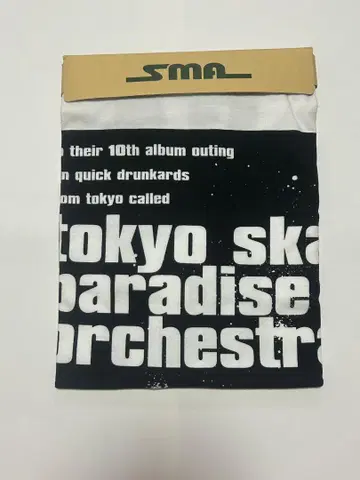 SMA
their 10th album outing
n quick drunkards
om tokyo called
tokyo ska
paradise
orchestra